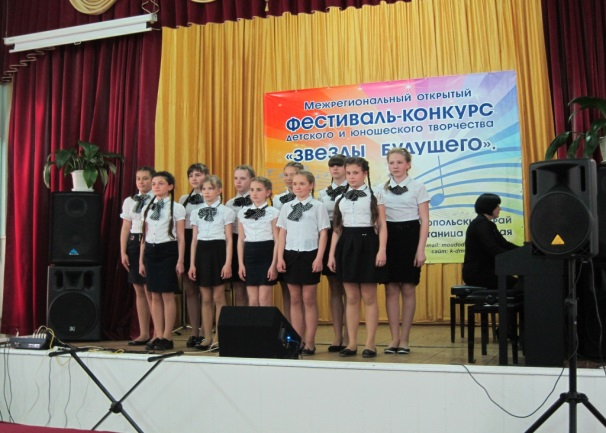 Межрегиональный открытый
ФЕСТИВАЛЬ-КОНКУРС
детского и юношеского творчества
«ЗВЕЗДЫ БУДУЩЕГО».